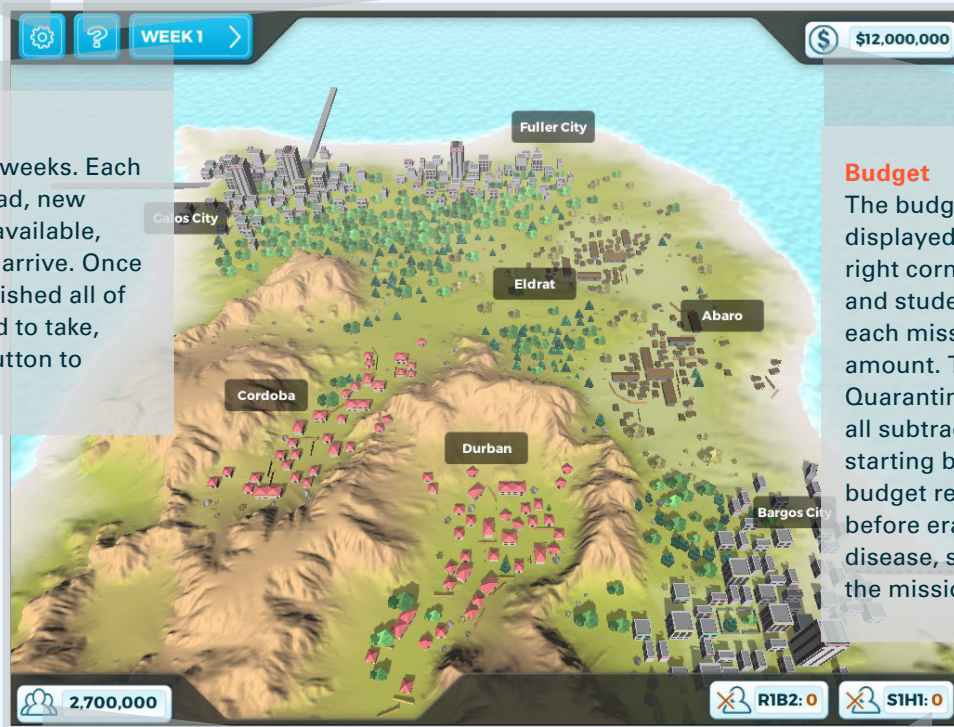 WEEK 1
$12,000,000
Fuller City
Galos City
Eldrat
Abaro
Cordoba
Durban
Bargos City
weeks. Each
ad, new
available,
arrive. Once
ished all of
d to take,
utton to
Budget
The budg
displayed
right corn
and stude
each miss
amount. T
Quarantin
all subtrac
starting b
budget re
before era
disease, s
the missio
2,700,000
R1B2: 0
S1H1: 0